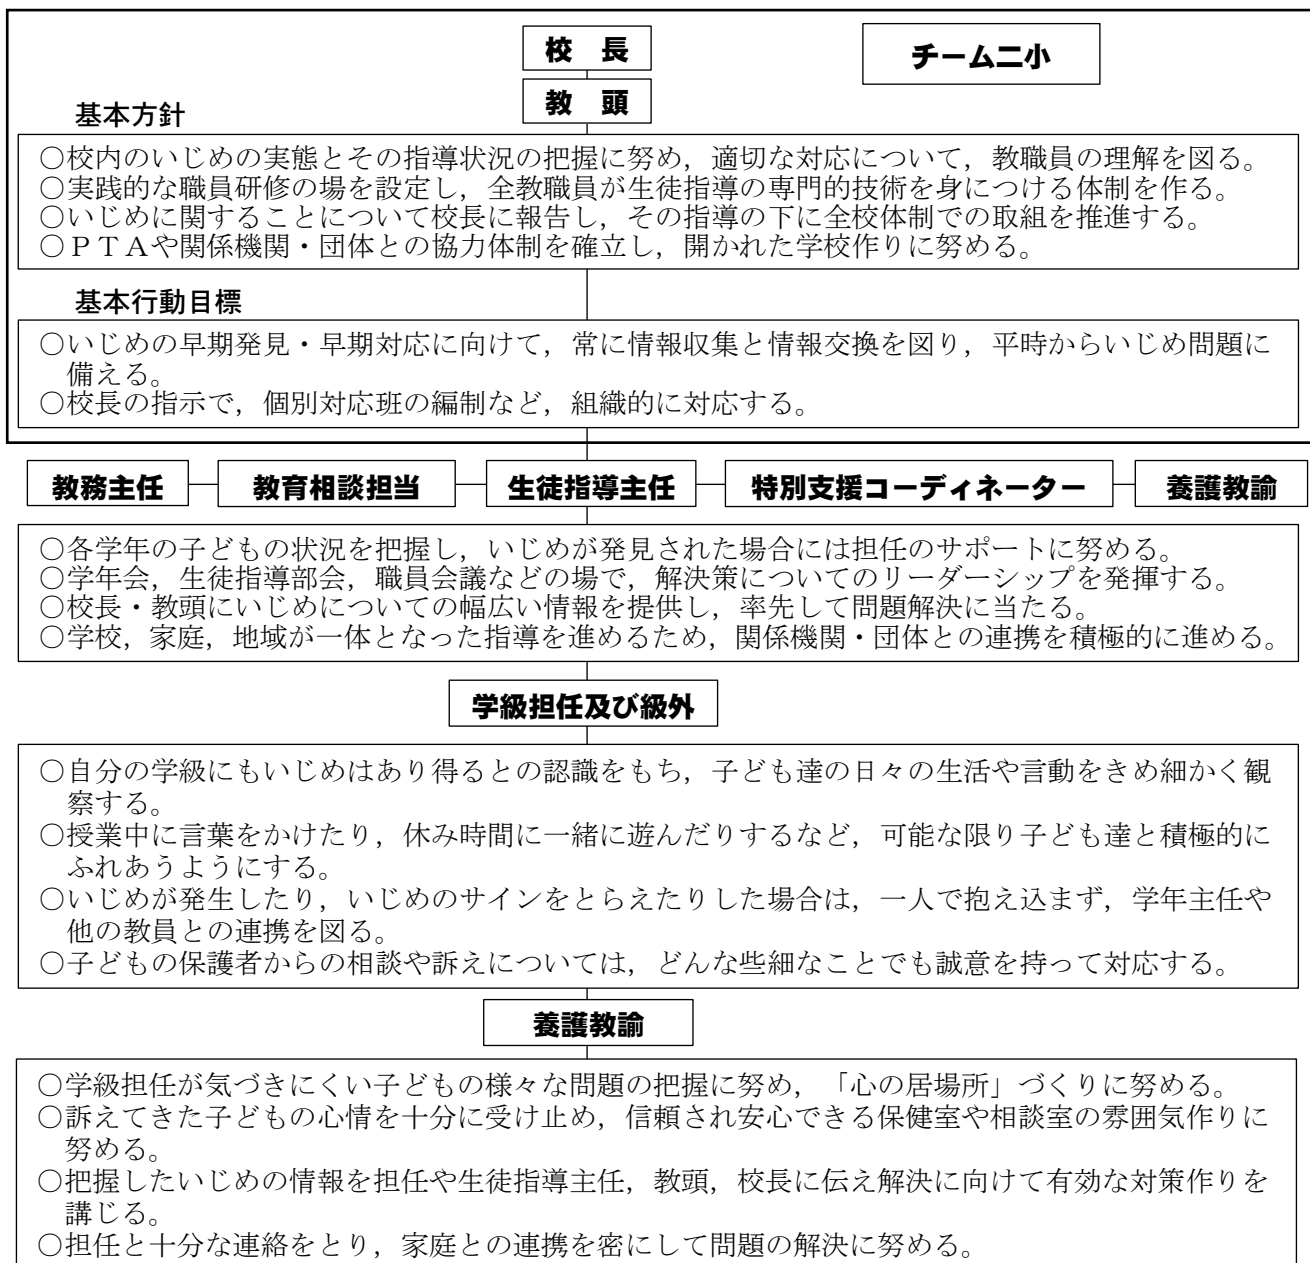 校　長
チーム二小
教　頭
基本方針
○校内のいじめの実態とその指導状況の把握に努め，適切な対応について，教職員の理解を図る。
○実践的な職員研修の場を設定し，全教職員が生徒指導の専門的技術を身につける体制を作る。
○いじめに関することについて校長に報告し，その指導の下に全校体制での取組を推進する。
○ＰＴＡや関係機関・団体との協力体制を確立し，開かれた学校作りに努める。
基本行動目標
○いじめの早期発見・早期対応に向けて，常に情報収集と情報交換を図り，平時からいじめ問題に
備える。
○校長の指示で，個別対応班の編制など，組織的に対応する。
教務主任　教育相談担当　生徒指導主任　特別支援コーディネーター　養護教諭
○各学年の子どもの状況を把握し，いじめが発見された場合には担任のサポートに努める。
○学年会，生徒指導部会，職員会議などの場で，解決策についてのリーダーシップを発揮する。
○校長・教頭にいじめについての幅広い情報を提供し，率先して問題解決に当たる。
○学校，家庭，地域が一体となった指導を進めるため，関係機関・団体との連携を積極的に進める。
学級担任及び級外
○自分の学級にもいじめはあり得るとの認識をもち，子ども達の日々の生活や言動をきめ細かく観
察する。
○授業中に言葉をかけたり，休み時間に一緒に遊んだりするなど，可能な限り子ども達と積極的に
ふれあうようにする。
○いじめが発生したり，いじめのサインをとらえたりした場合は，一人で抱え込まず，学年主任や
他の教員との連携を図る。
○子どもの保護者からの相談や訴えについては，どんな些細なことでも誠意を持って対応する。
養護教諭
○学級担任が気づきにくい子どもの様々な問題の把握に努め，「心の居場所」づくりに努める。
○訴えてきた子どもの心情を十分に受け止め，信頼され安心できる保健室や相談室の雰囲気作りに
努める。
○把握したいじめの情報を担任や生徒指導主任，教頭，校長に伝え解決に向けて有効な対策作りを
講じる。
○担任と十分な連絡をとり，家庭との連携を密にして問題の解決に努める。